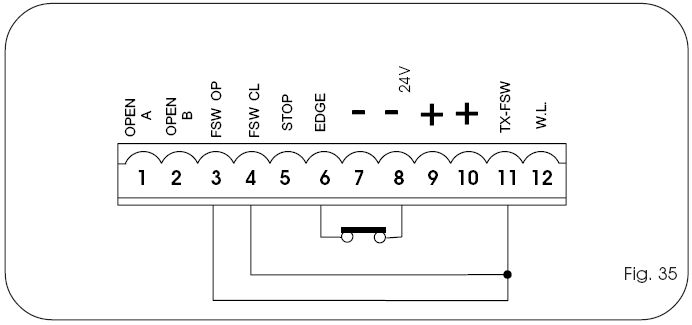 OPEN A
OPEN B
FSW OP
FSW CL
STOP
EDGE
-
-
24V
+
+
TX-FSW
W.L.
1 2 3 4 5 6 7 8 9 10 11 12
Fig. 35